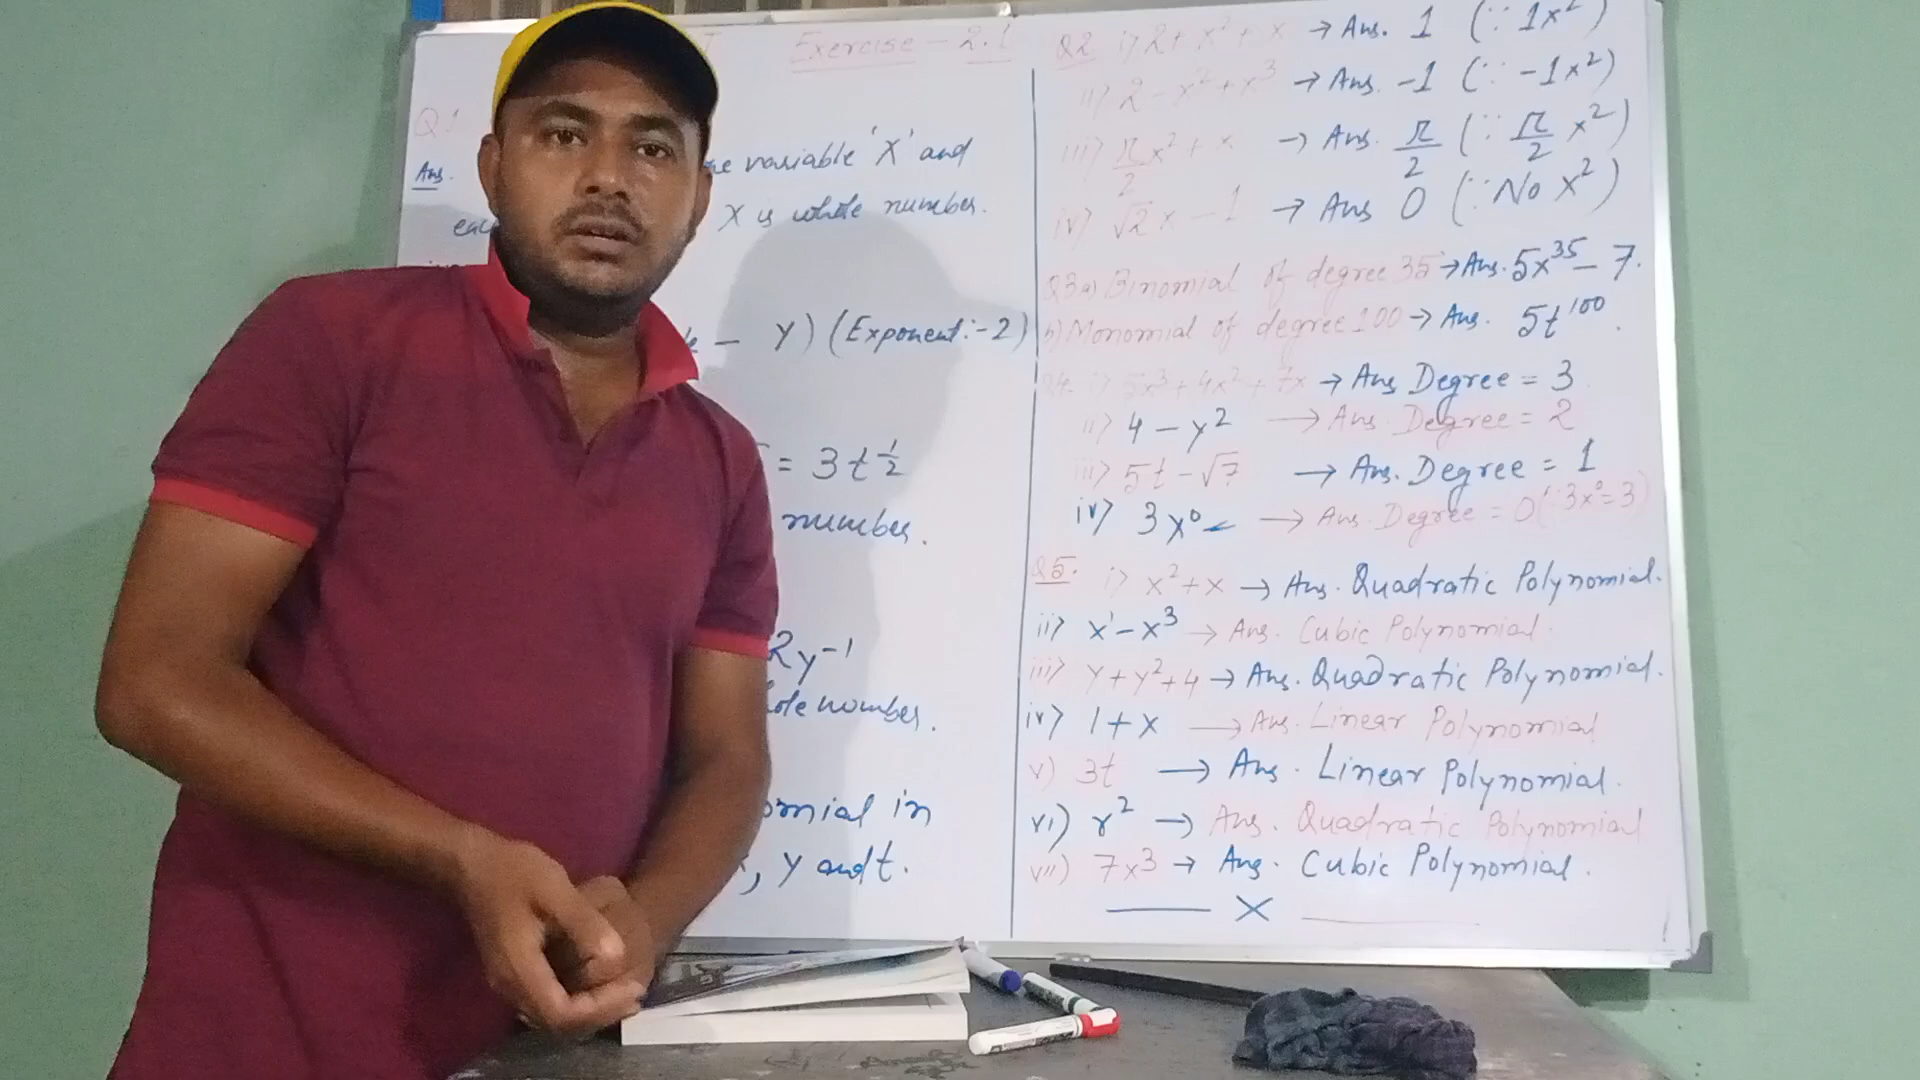 Exercise - 2.1
Q1
Ans. variable 'X' and
X is whole number.
- Y) (Exponent:-2)
= 3t½
number.
2y⁻¹
number.
in
, y and t.
Q2 i) 2 + x² + x → Ans. 1 (∵ 1x²)
ii) 2 - x² + x³ → Ans. -1 (∵ -1x²)
iii) π/2 x² + x → Ans. π/2 (∵ π/2 x²)
iv) √2x - 1 → Ans 0 (∵ No x²)
Q3 a) Binomial of degree 35 → Ans. 5x³⁵ - 7.
b) Monomial of degree 100 → Ans. 5t¹⁰⁰.
Q4. i) 5x³ + 4x² + 7x → Ans Degree = 3
ii) 4 - y² → Ans. Degree = 2
iii) 5t - √7 → Ans. Degree = 1
iv) 3x⁰ → Ans. Degree = 0 (∵ 3x⁰ = 3)
Q5. i) x² + x → Ans. Quadratic Polynomial.
ii) x - x³ → Ans. Cubic Polynomial.
iii) y + y² + 4 → Ans. Quadratic Polynomial.
iv) 1 + x → Ans. Linear Polynomial
v) 3t → Ans. Linear Polynomial.
vi) r² → Ans. Quadratic Polynomial
vii) 7x³ → Ans. Cubic Polynomial.
— X —